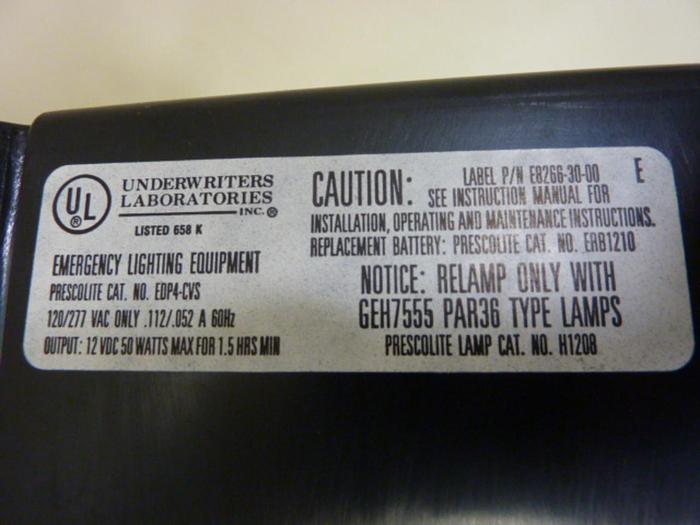 UL®
UNDERWRITERS
LABORATORIES
INC.®
LISTED 658 K
EMERGENCY LIGHTING EQUIPMENT
PRESCOLITE CAT. NO. EDP4-CVS
120/277 VAC ONLY .112/.052 A 60Hz
OUTPUT: 12 VDC 50 WATTS MAX FOR 1.5 HRS MIN
LABEL P/N E8266-30-00 E
CAUTION: SEE INSTRUCTION MANUAL FOR
INSTALLATION, OPERATING AND MAINTENANCE INSTRUCTIONS.
REPLACEMENT BATTERY: PRESCOLITE CAT. NO. ERB1210
NOTICE: RELAMP ONLY WITH
GEH7555 PAR36 TYPE LAMPS
PRESCOLITE LAMP CAT. NO. H1208